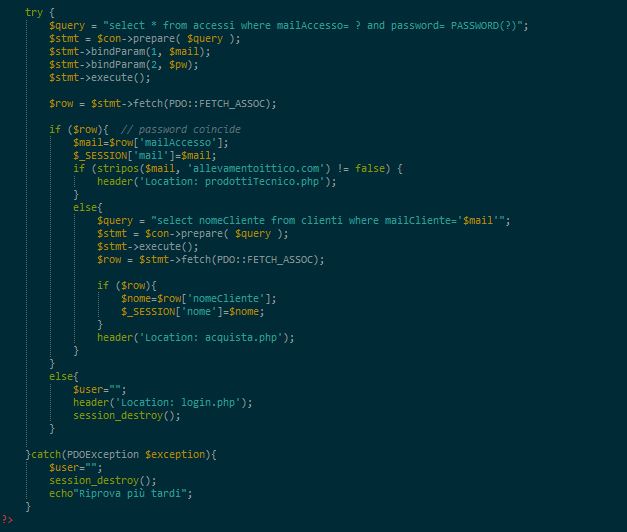 try {
$query = "select * from accessi where mailAccesso= ? and password= PASSWORD(?)";
$stmt = $con->prepare( $query );
$stmt->bindParam(1, $mail);
$stmt->bindParam(2, $pw);
$stmt->execute();
$row = $stmt->fetch(PDO::FETCH_ASSOC);
if ($row){  // password coincide
$mail=$row['mailAccesso'];
$_SESSION['mail']=$mail;
if (stripos($mail, 'allevamentoittico.com') != false) {
header('Location: prodottiTecnico.php');
}
else{
$query = "select nomeCliente from clienti where mailCliente='$mail'";
$stmt = $con->prepare( $query );
$stmt->execute();
$row = $stmt->fetch(PDO::FETCH_ASSOC);
if ($row){
$nome=$row['nomeCliente'];
$_SESSION['nome']=$nome;
}
header('Location: acquista.php');
}
}
else{
$user="";
header('Location: login.php');
session_destroy();
}
}catch(PDOException $exception){
$user="";
session_destroy();
echo"Riprova più tardi";
}
?>